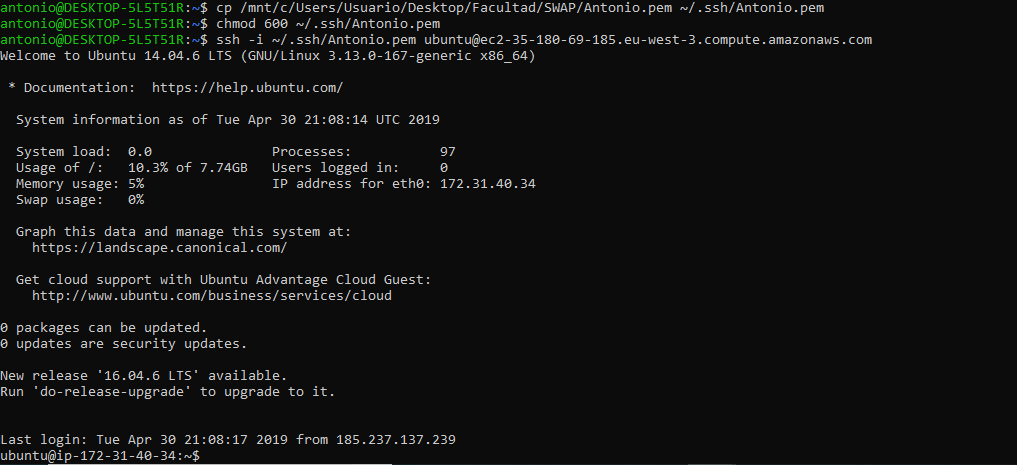 antonio@DESKTOP-5L5T51R:~$ cp /mnt/c/Users/Usuario/Desktop/Facultad/SWAP/Antonio.pem ~/.ssh/Antonio.pem
antonio@DESKTOP-5L5T51R:~$ chmod 600 ~/.ssh/Antonio.pem
antonio@DESKTOP-5L5T51R:~$ ssh -i ~/.ssh/Antonio.pem ubuntu@ec2-35-180-69-185.eu-west-3.compute.amazonaws.com
Welcome to Ubuntu 14.04.6 LTS (GNU/Linux 3.13.0-167-generic x86_64)
* Documentation:  https://help.ubuntu.com/
System information as of Tue Apr 30 21:08:14 UTC 2019
System load:  0.0               Processes:           97
Usage of /:   10.3% of 7.74GB   Users logged in:     0
Memory usage: 5%                IP address for eth0: 172.31.40.34
Swap usage:   0%
Graph this data and manage this system at:
https://landscape.canonical.com/
Get cloud support with Ubuntu Advantage Cloud Guest:
http://www.ubuntu.com/business/services/cloud
0 packages can be updated.
0 updates are security updates.
New release '16.04.6 LTS' available.
Run 'do-release-upgrade' to upgrade to it.
Last login: Tue Apr 30 21:08:17 2019 from 185.237.137.239
ubuntu@ip-172-31-40-34:~$